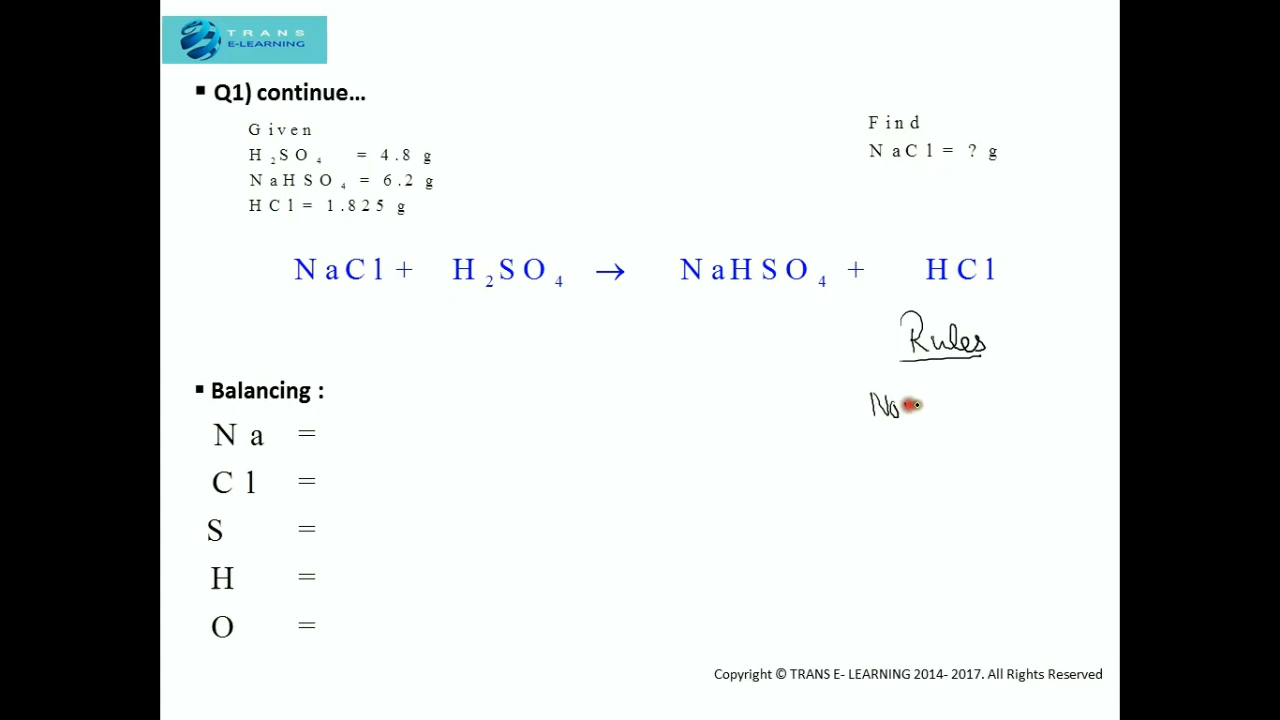 TRANS
E-LEARNING
▪ Q1) continue...
Given
H₂SO₄ = 4.8 g
NaHSO₄ = 6.2 g
HCl = 1.825 g
Find
NaCl = ? g
NaCl + H₂SO₄ → NaHSO₄ + HCl
Rules
No
▪ Balancing :
Na =
Cl =
S =
H =
O =
Copyright © TRANS E- LEARNING 2014- 2017. All Rights Reserved